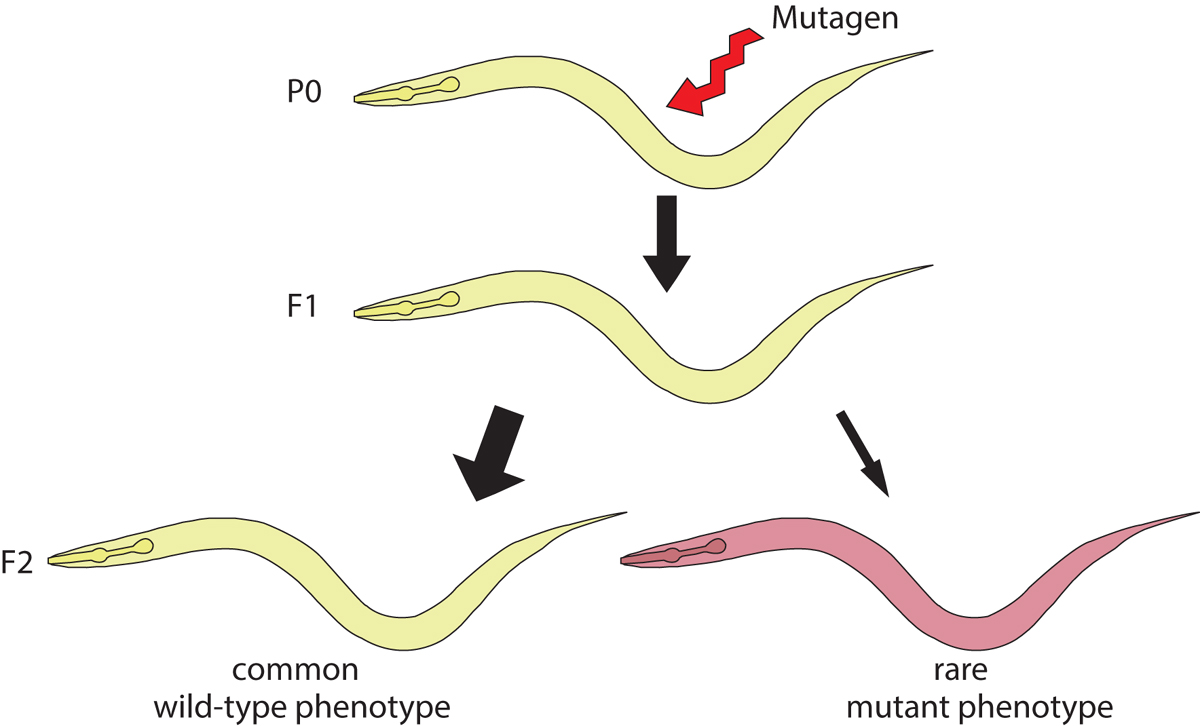 Mutagen
P0
F1
F2
common
wild-type phenotype
rare
mutant phenotype